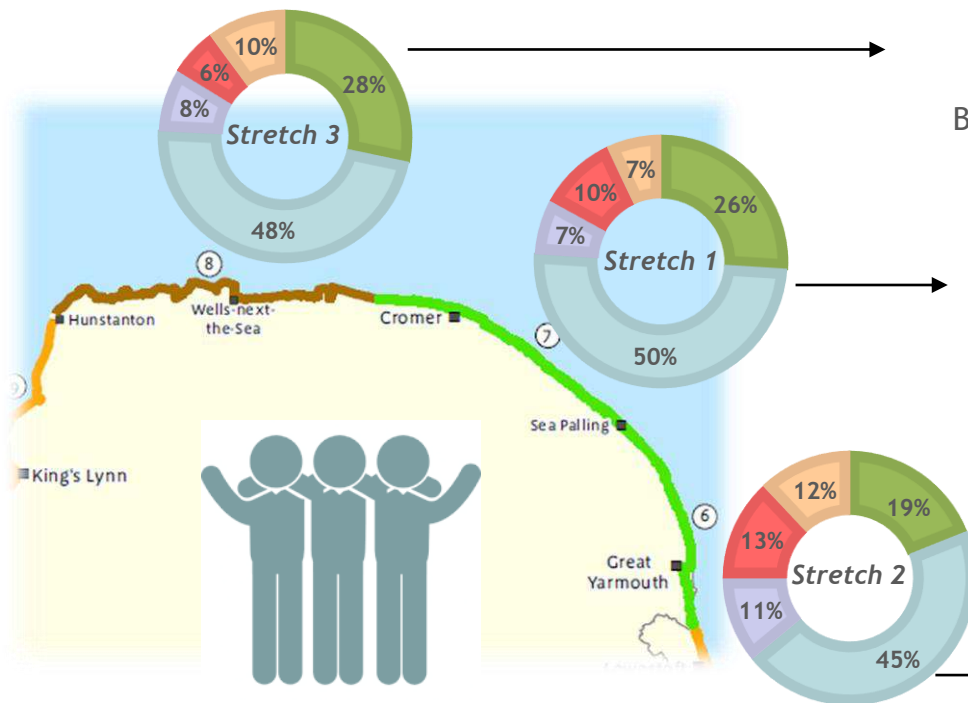 10%
28%
6%
8%
Stretch 3
48%
B
7%
10%
26%
7%
Stretch 1
50%
8
Hunstanton
Wells-next-
the-Sea
Cromer
7
9
Sea Palling
King's Lynn
6
Great
Yarmouth
12%
19%
13%
Stretch 2
11%
45%